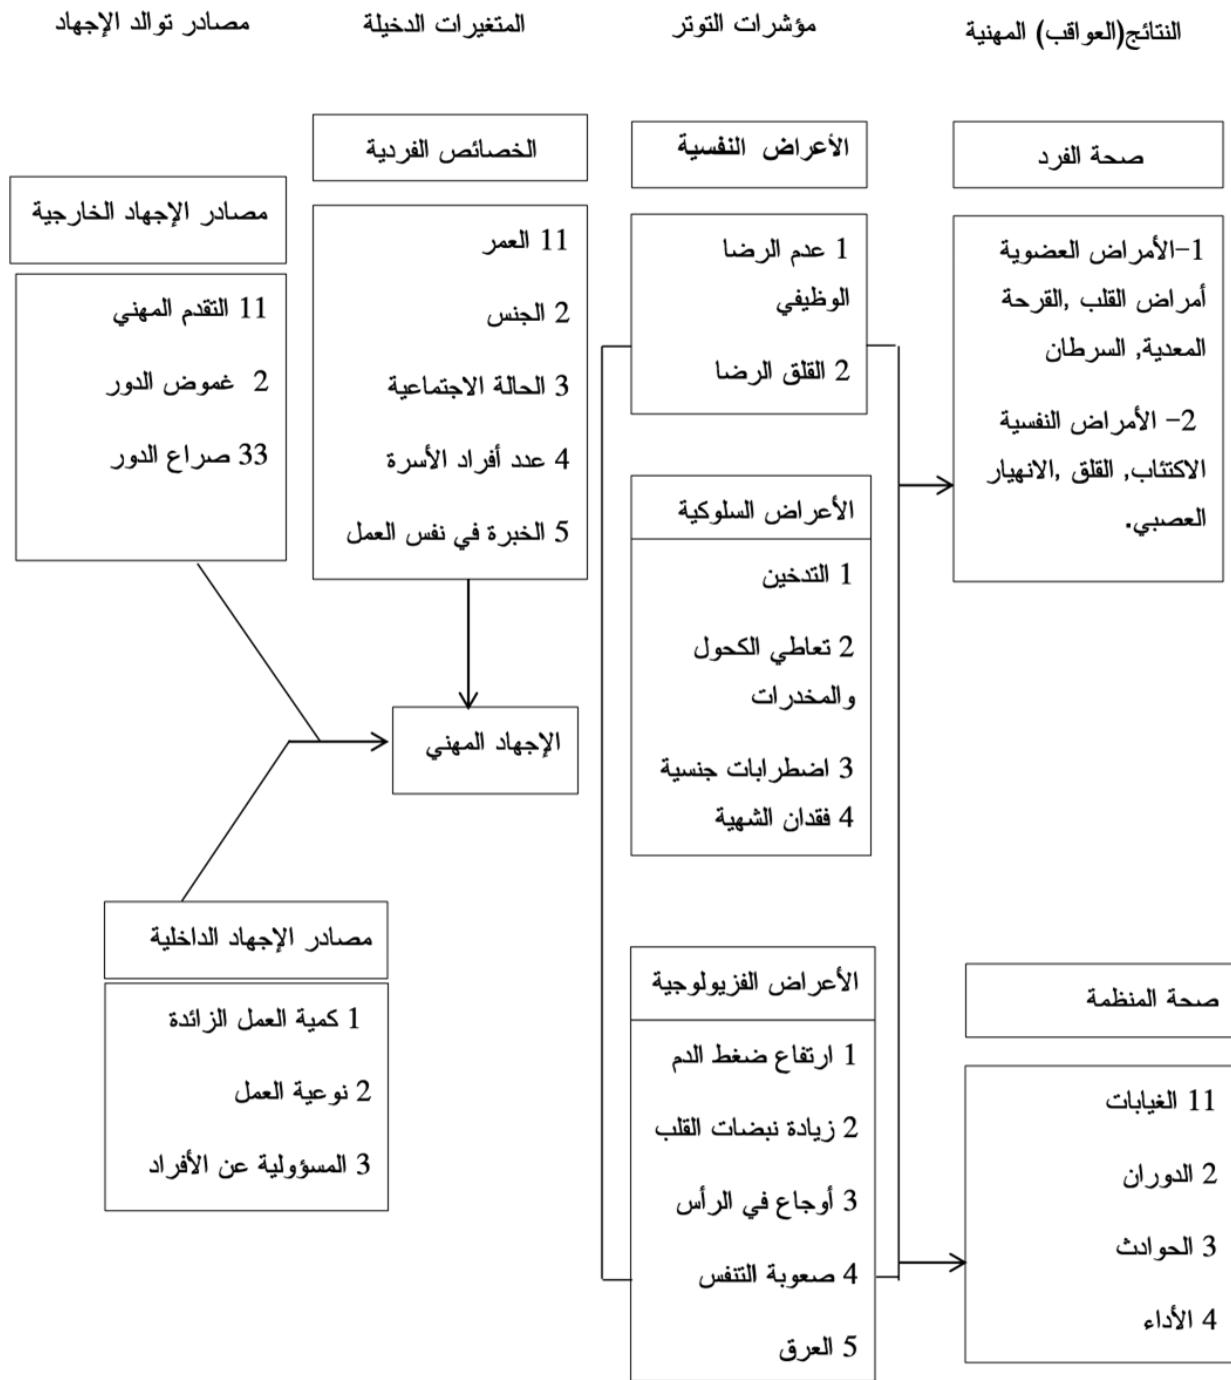 مصادر توالد الإجهاد
المتغيرات الدخيلة
مؤشرات التوتر
النتائج(العواقب) المهنية
مصادر الإجهاد الخارجية
11 التقدم المهني
2 غموض الدور
33 صراع الدور
مصادر الإجهاد الداخلية
1 كمية العمل الزائدة
2 نوعية العمل
3 المسؤولية عن الأفراد
الخصائص الفردية
11 العمر
2 الجنس
3 الحالة الاجتماعية
4 عدد أفراد الأسرة
5 الخبرة في نفس العمل
الإجهاد المهني
الأعراض النفسية
1 عدم الرضا
الوظيفي
2 القلق الرضا
الأعراض السلوكية
1 التدخين
2 تعاطي الكحول
والمخدرات
3 اضطرابات جنسية
4 فقدان الشهية
الأعراض الفزيولوجية
1 ارتفاع ضغط الدم
2 زيادة نبضات القلب
3 أوجاع في الرأس
4 صعوبة التنفس
5 العرق
صحة الفرد
1-الأمراض العضوية
أمراض القلب ,القرحة
المعدية, السرطان
2- الأمراض النفسية
الاكتئاب, القلق ,الانهيار
العصبي.
صحة المنظمة
11 الغيابات
2 الدوران
3 الحوادث
4 الأداء